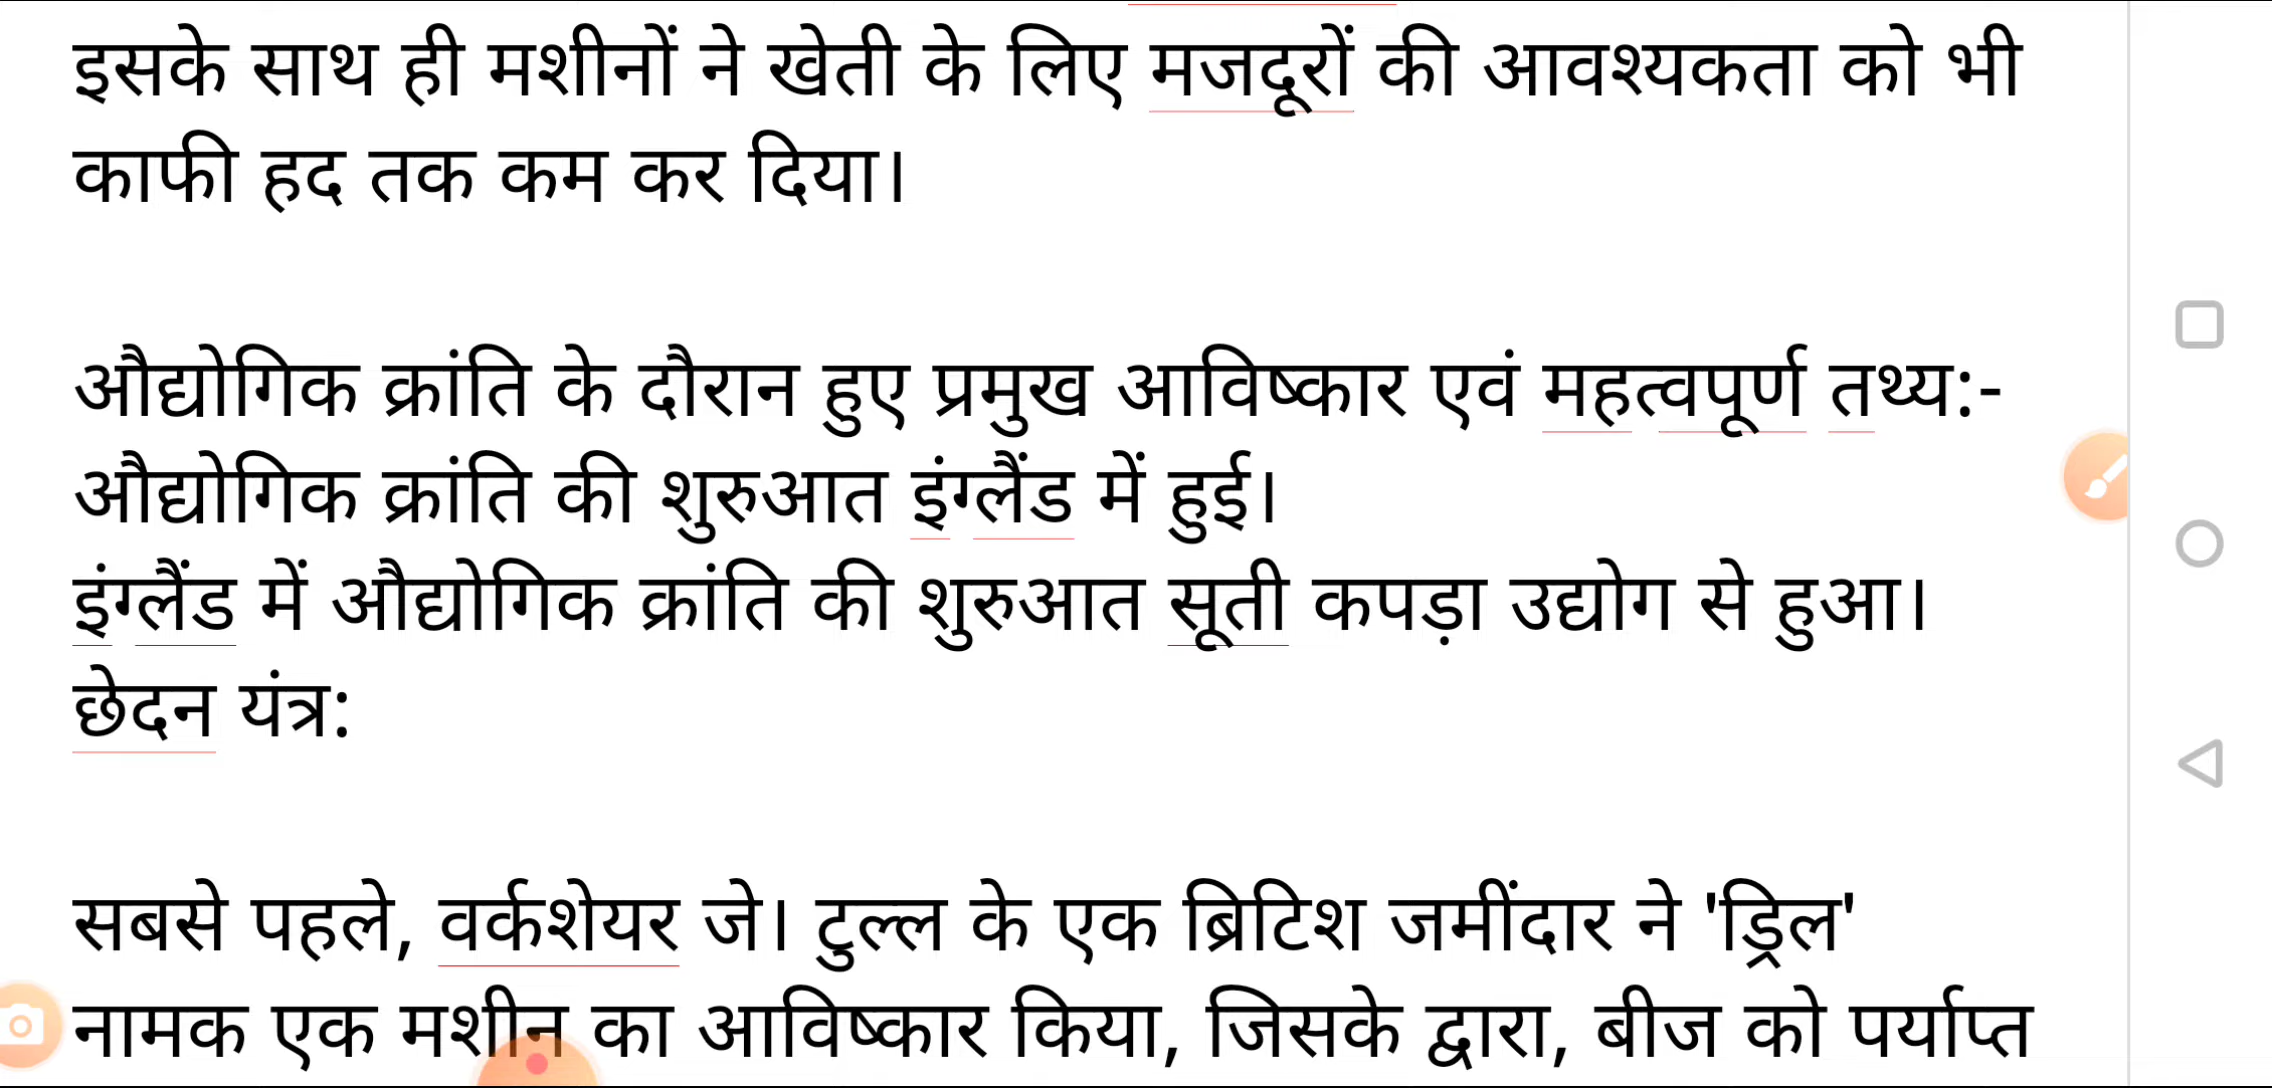 इसके साथ ही मशीनों ने खेती के लिए मजदूरों की आवश्यकता को भी
काफी हद तक कम कर दिया।
औद्योगिक क्रांति के दौरान हुए प्रमुख आविष्कार एवं महत्वपूर्ण तथ्य:-
औद्योगिक क्रांति की शुरुआत इंग्लैंड में हुई।
इंग्लैंड में औद्योगिक क्रांति की शुरुआत सूती कपड़ा उद्योग से हुआ।
छेदन यंत्र:
सबसे पहले, वर्कशेयर जे। टुल्ल के एक ब्रिटिश जमींदार ने 'ड्रिल'
नामक एक मशीन का आविष्कार किया, जिसके द्वारा, बीज को पर्याप्त